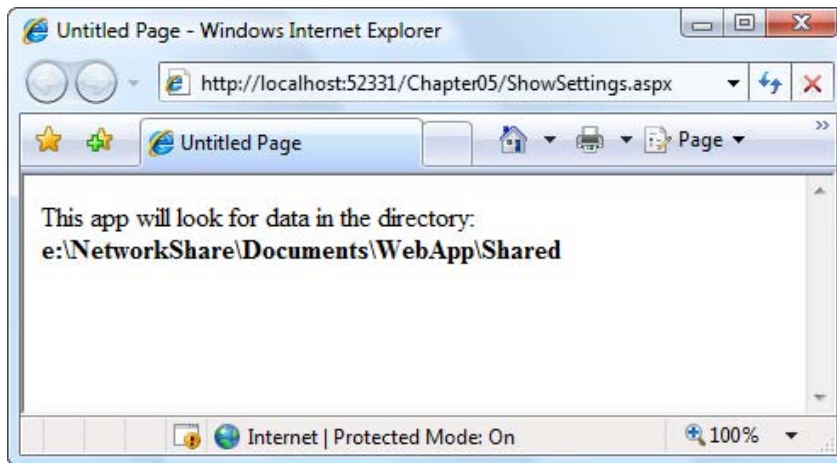 Untitled Page - Windows Internet Explorer
http://localhost:52331/Chapter05/ShowSettings.aspx
Untitled Page
Page
This app will look for data in the directory:
e:\NetworkShare\Documents\WebApp\Shared
Internet | Protected Mode: On
100%